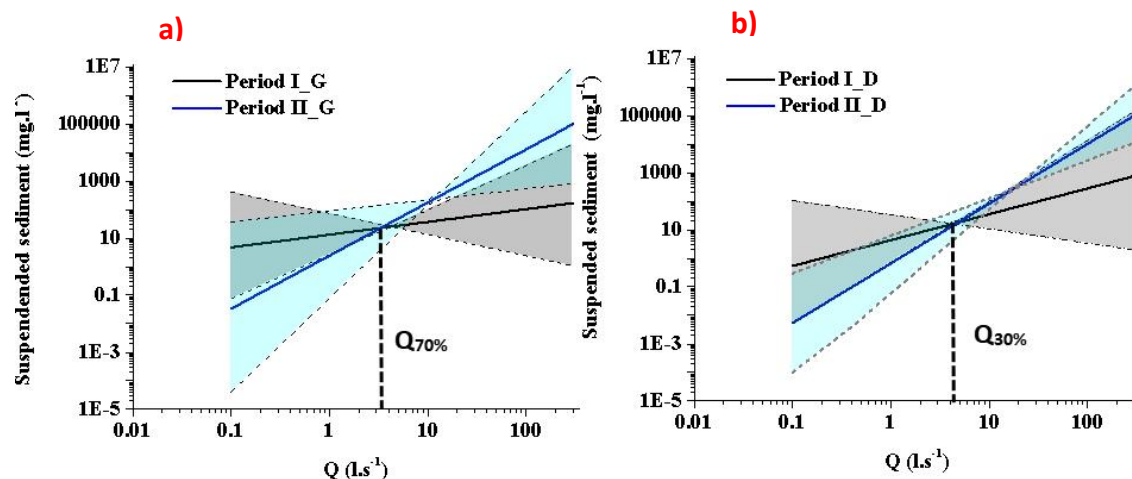 a)
Period I_G
Period II_G
Suspendended sediment (mg.l⁻
1E7
100000
1000
10
0.1
1E-3
1E-5
Q70%
0.01
0.1
1
10
100
Q (l.s⁻¹)
b)
Period I_D
Period II_D
Suspended sediment (mg.l⁻¹)
1E7
100000
1000
10
0.1
1E-3
1E-5
Q30%
0.01
0.1
1
10
100
Q (l.s⁻¹)